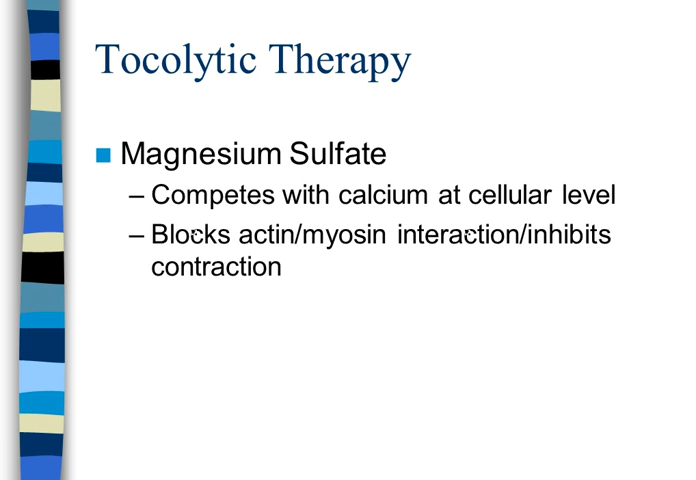 Tocolytic Therapy
Magnesium Sulfate
– Competes with calcium at cellular level
– Blocks actin/myosin interaction/inhibits
contraction